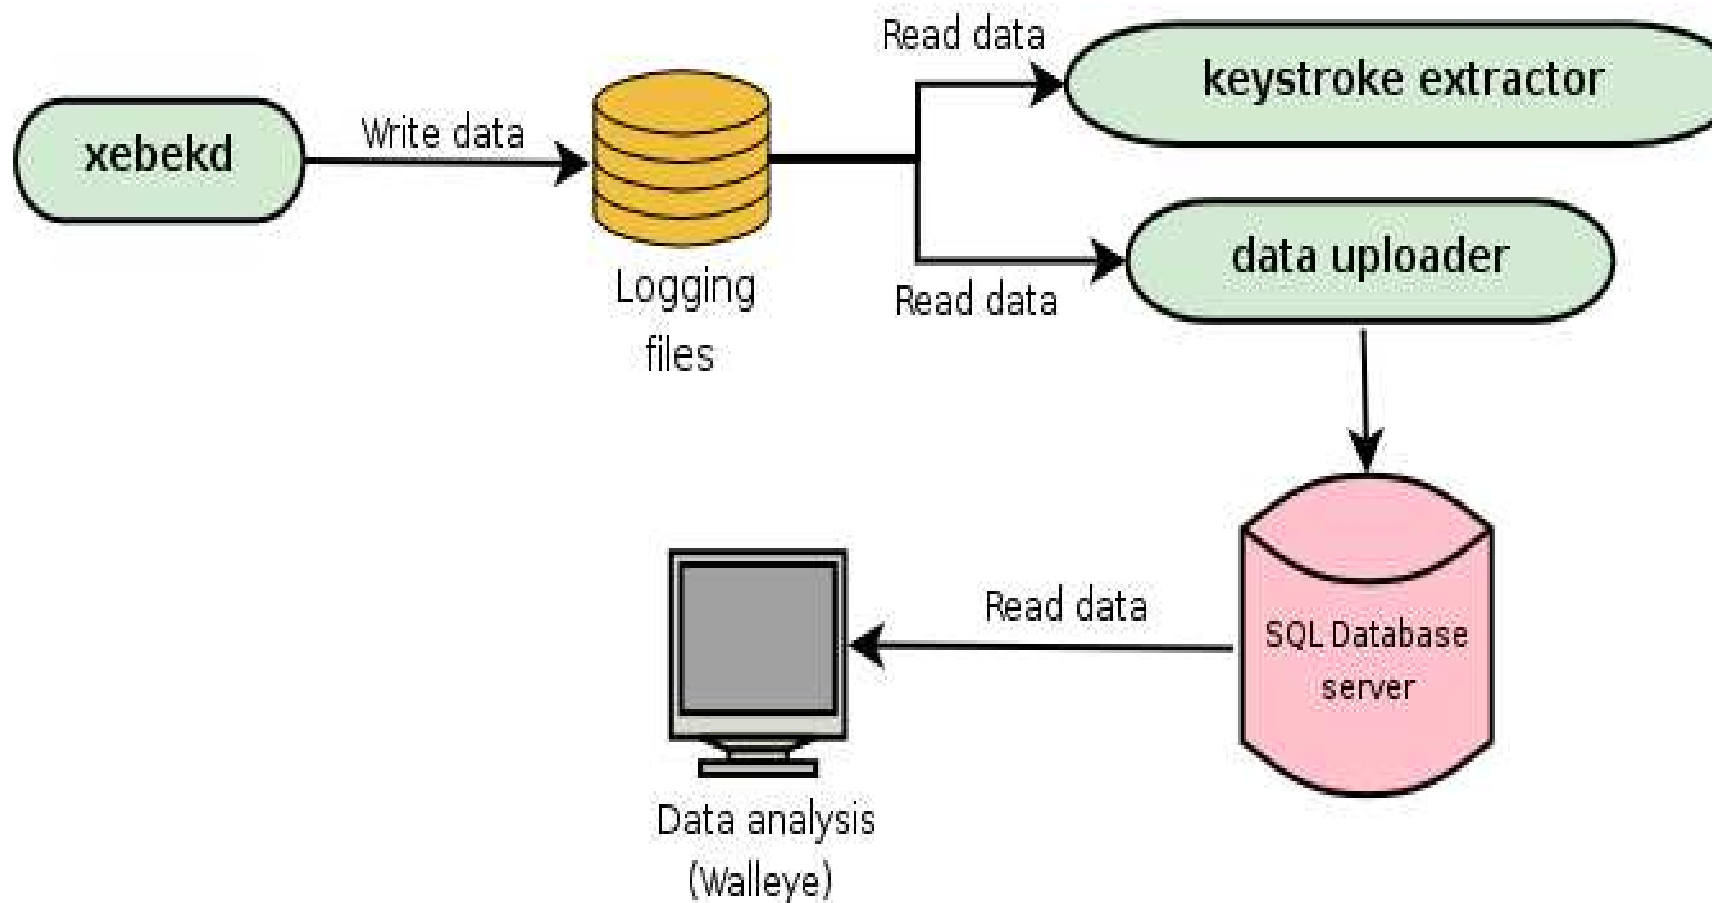 Read data
keystroke extractor
xebekd
Write data
Logging
files
data uploader
Read data
Read data
SQL Database
server
Data analysis
(Walleye)